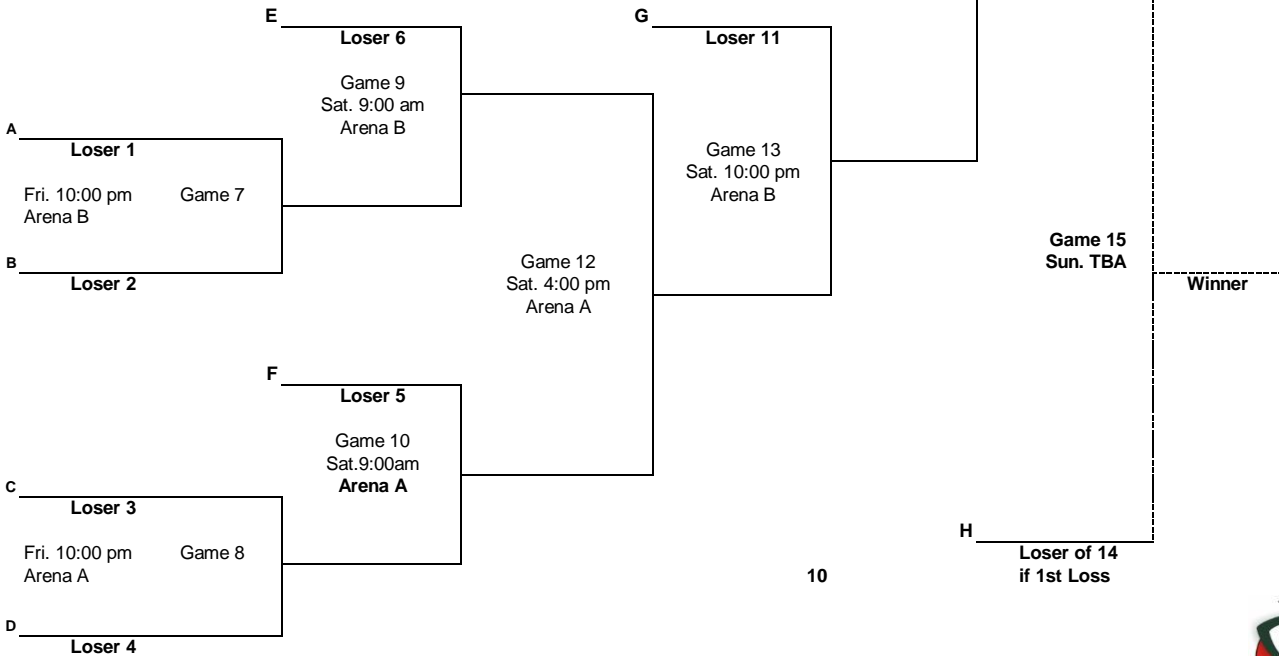 E
Loser 6
Game 9
Sat. 9:00 am
Arena B
A
Loser 1
Fri. 10:00 pm Game 7
Arena B
B
Loser 2
G
Loser 11
Game 13
Sat. 10:00 pm
Arena B
Game 12
Sat. 4:00 pm
Arena A
Game 15
Sun. TBA
Winner
F
Loser 5
Game 10
Sat.9:00am
Arena A
C
Loser 3
Fri. 10:00 pm Game 8
Arena A
D
Loser 4
10
H
Loser of 14
if 1st Loss